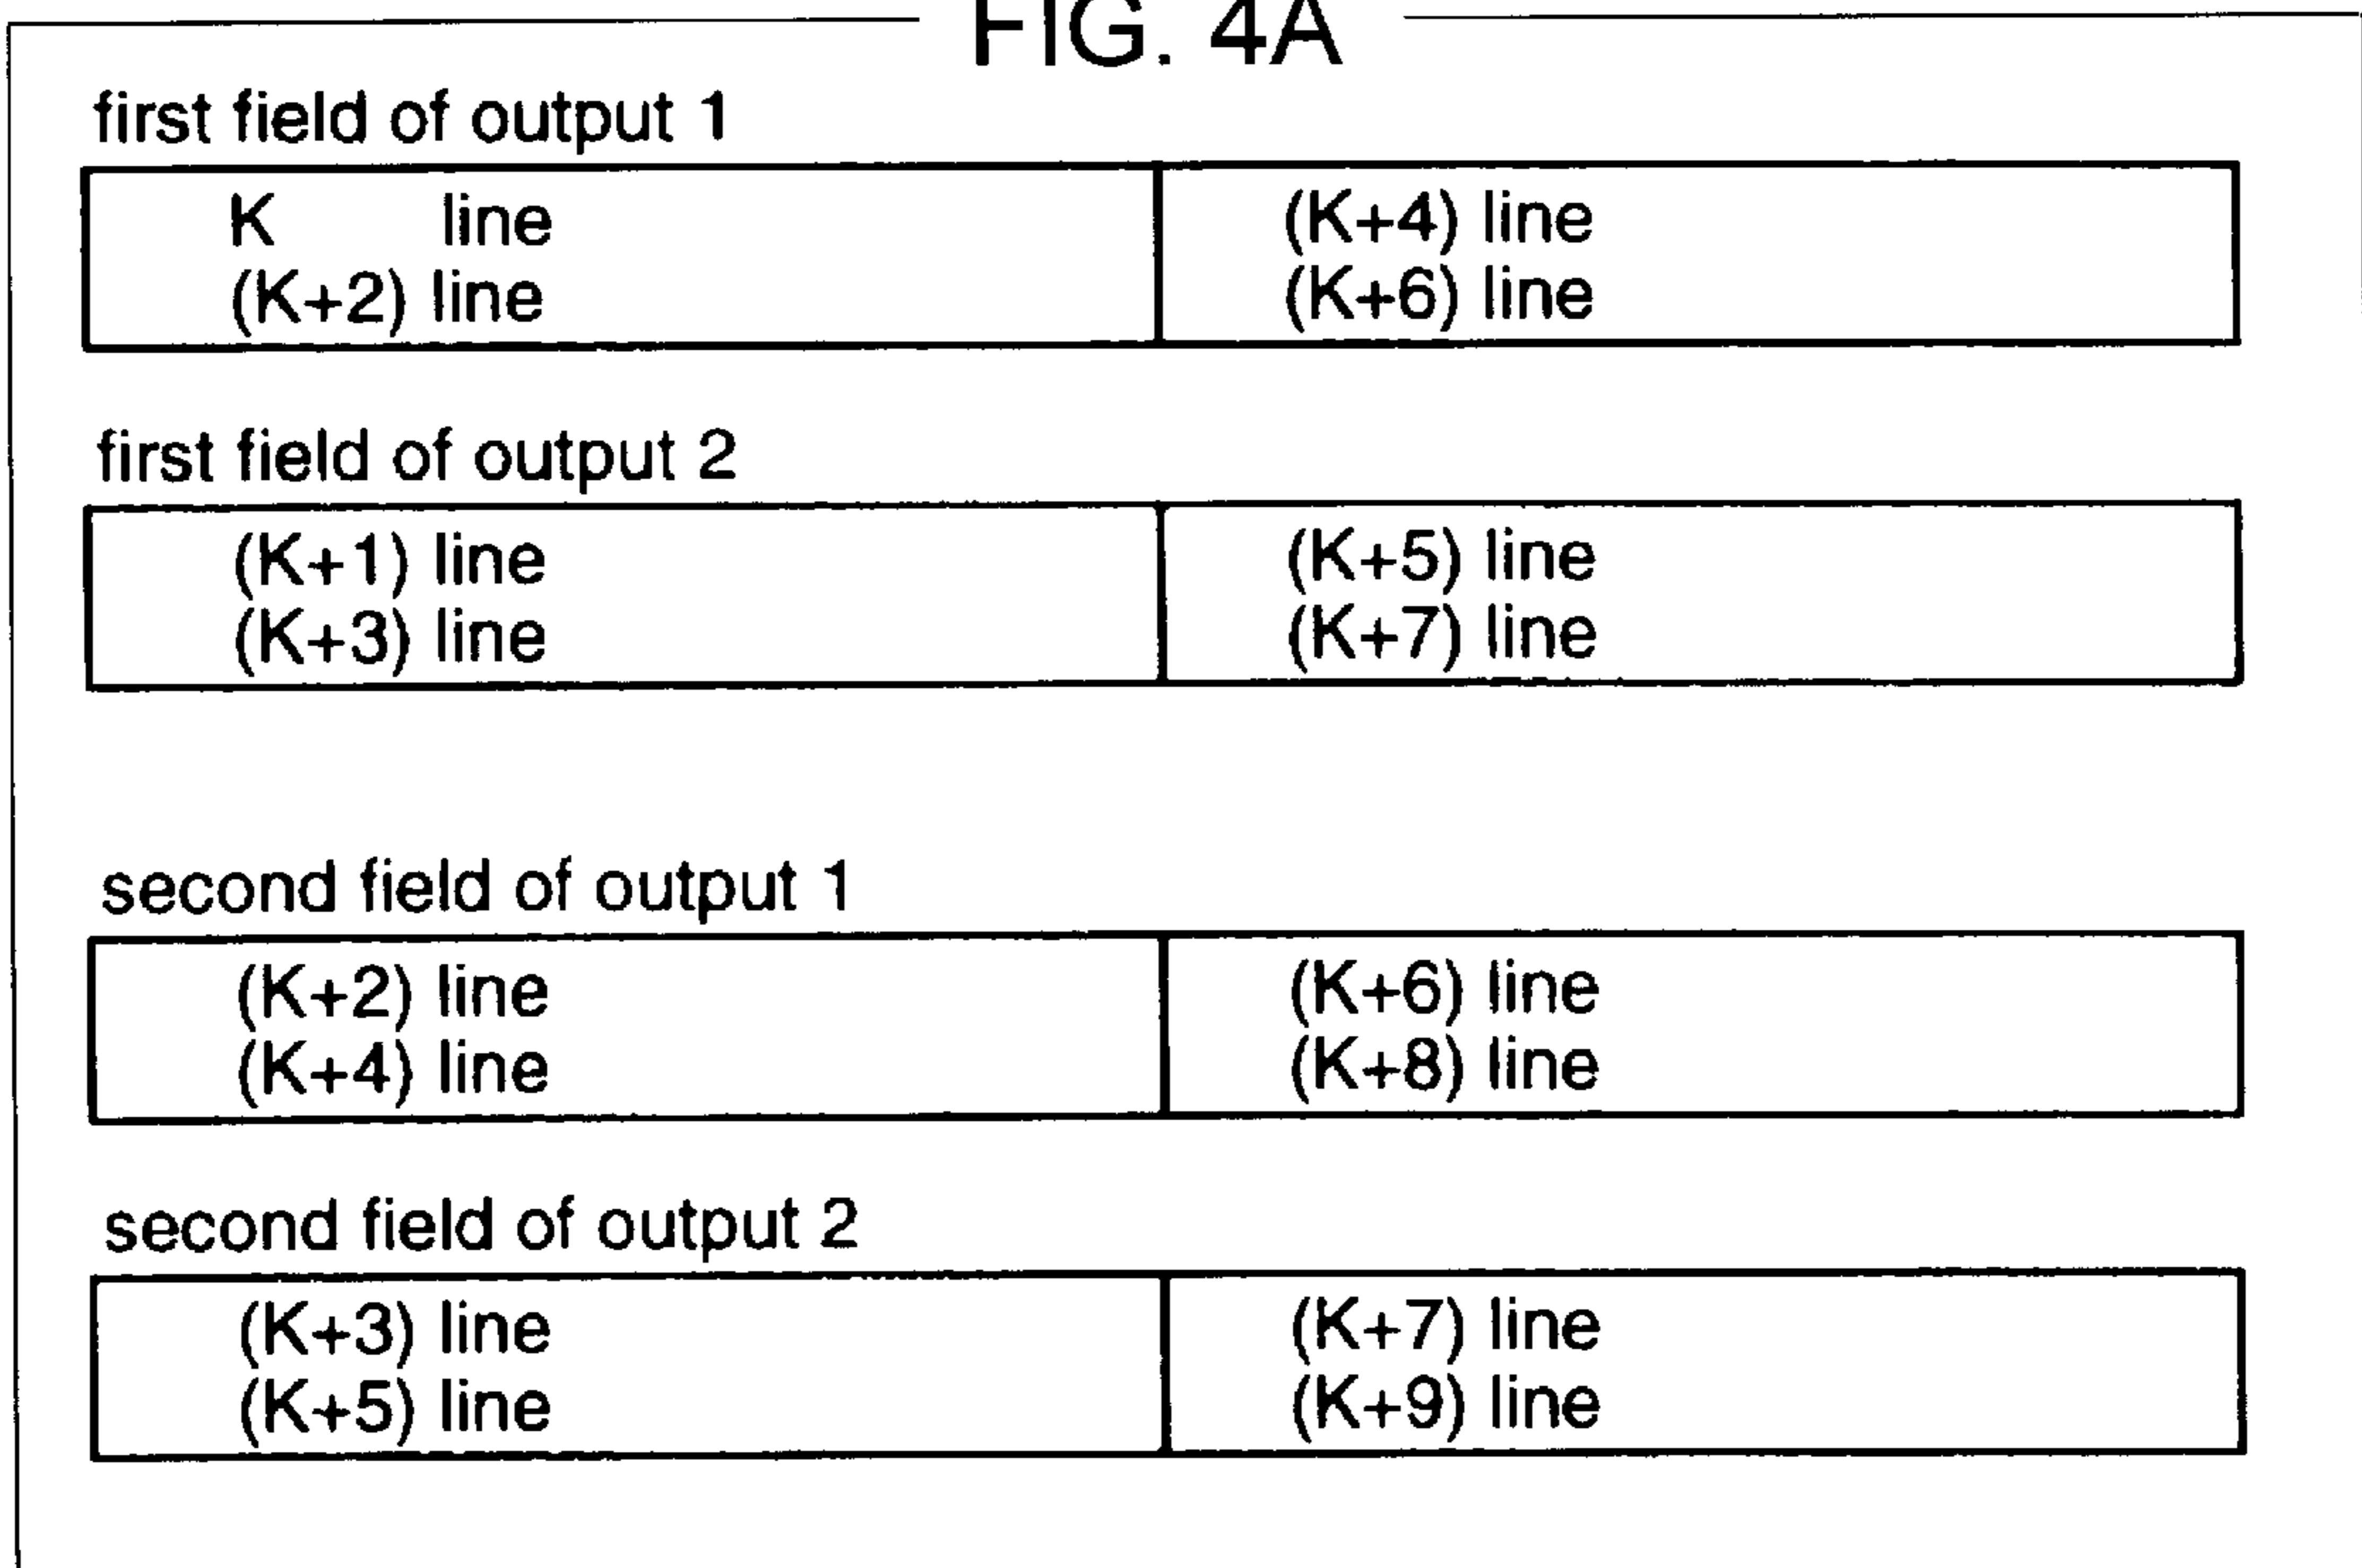 FIG. 4A
first field of output 1
K line (K+4) line
(K+2) line (K+6) line
first field of output 2
(K+1) line (K+5) line
(K+3) line (K+7) line
second field of output 1
(K+2) line (K+6) line
(K+4) line (K+8) line
second field of output 2
(K+3) line (K+7) line
(K+5) line (K+9) line